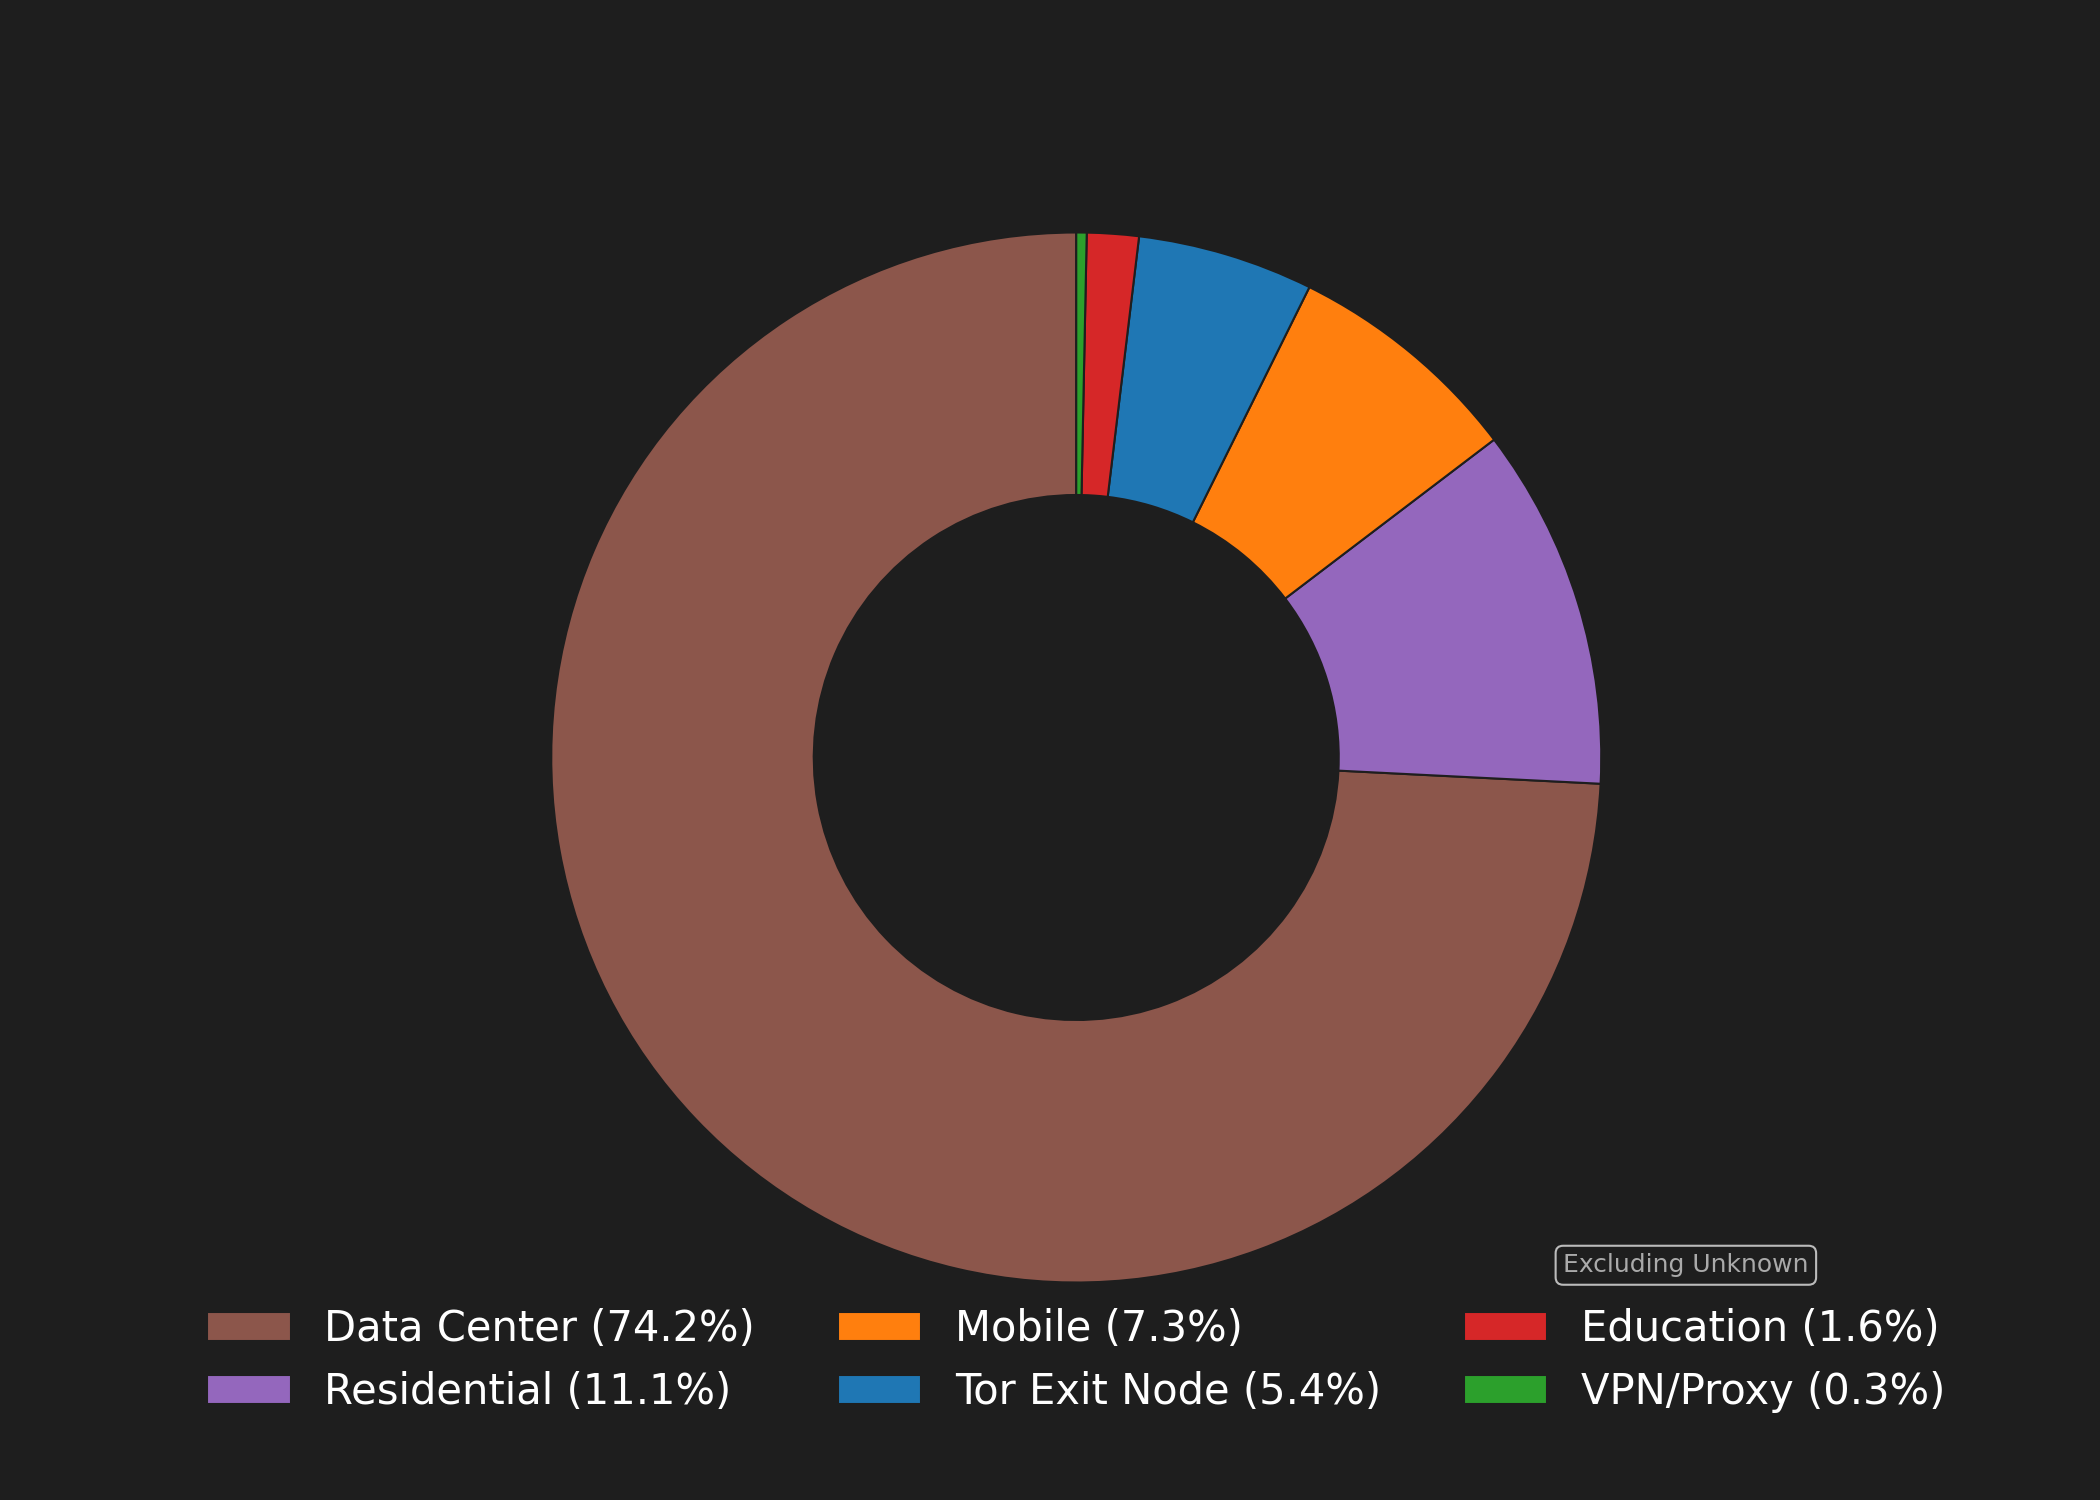 Excluding Unknown
Data Center (74.2%)
Residential (11.1%)
Mobile (7.3%)
Tor Exit Node (5.4%)
Education (1.6%)
VPN/Proxy (0.3%)